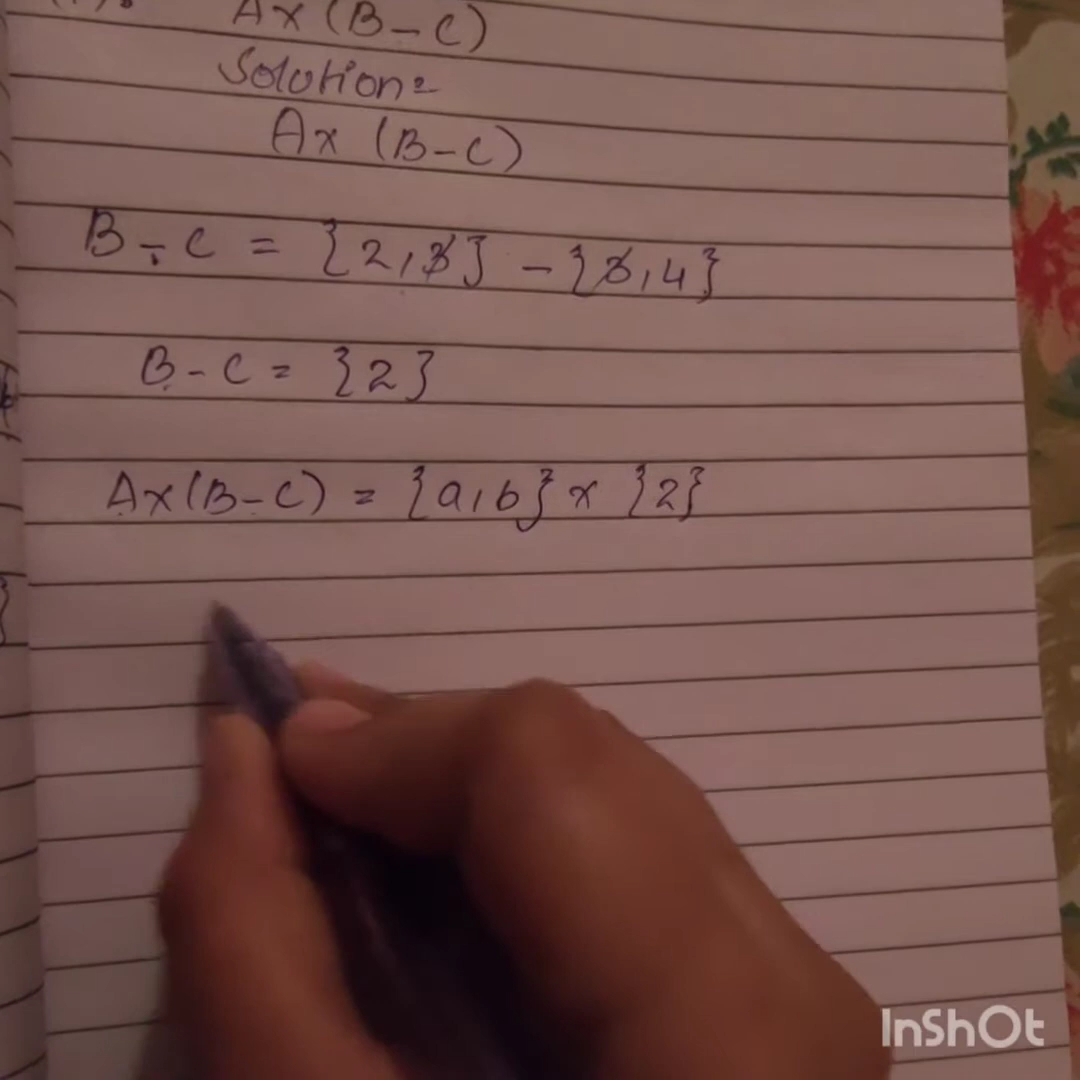 A x (B - C)
Solution:-
A x (B - C)
B - C = {2, 3} - {3, 4}
B - C = {2}
A x (B - C) = {a, b} x {2}
InShOt